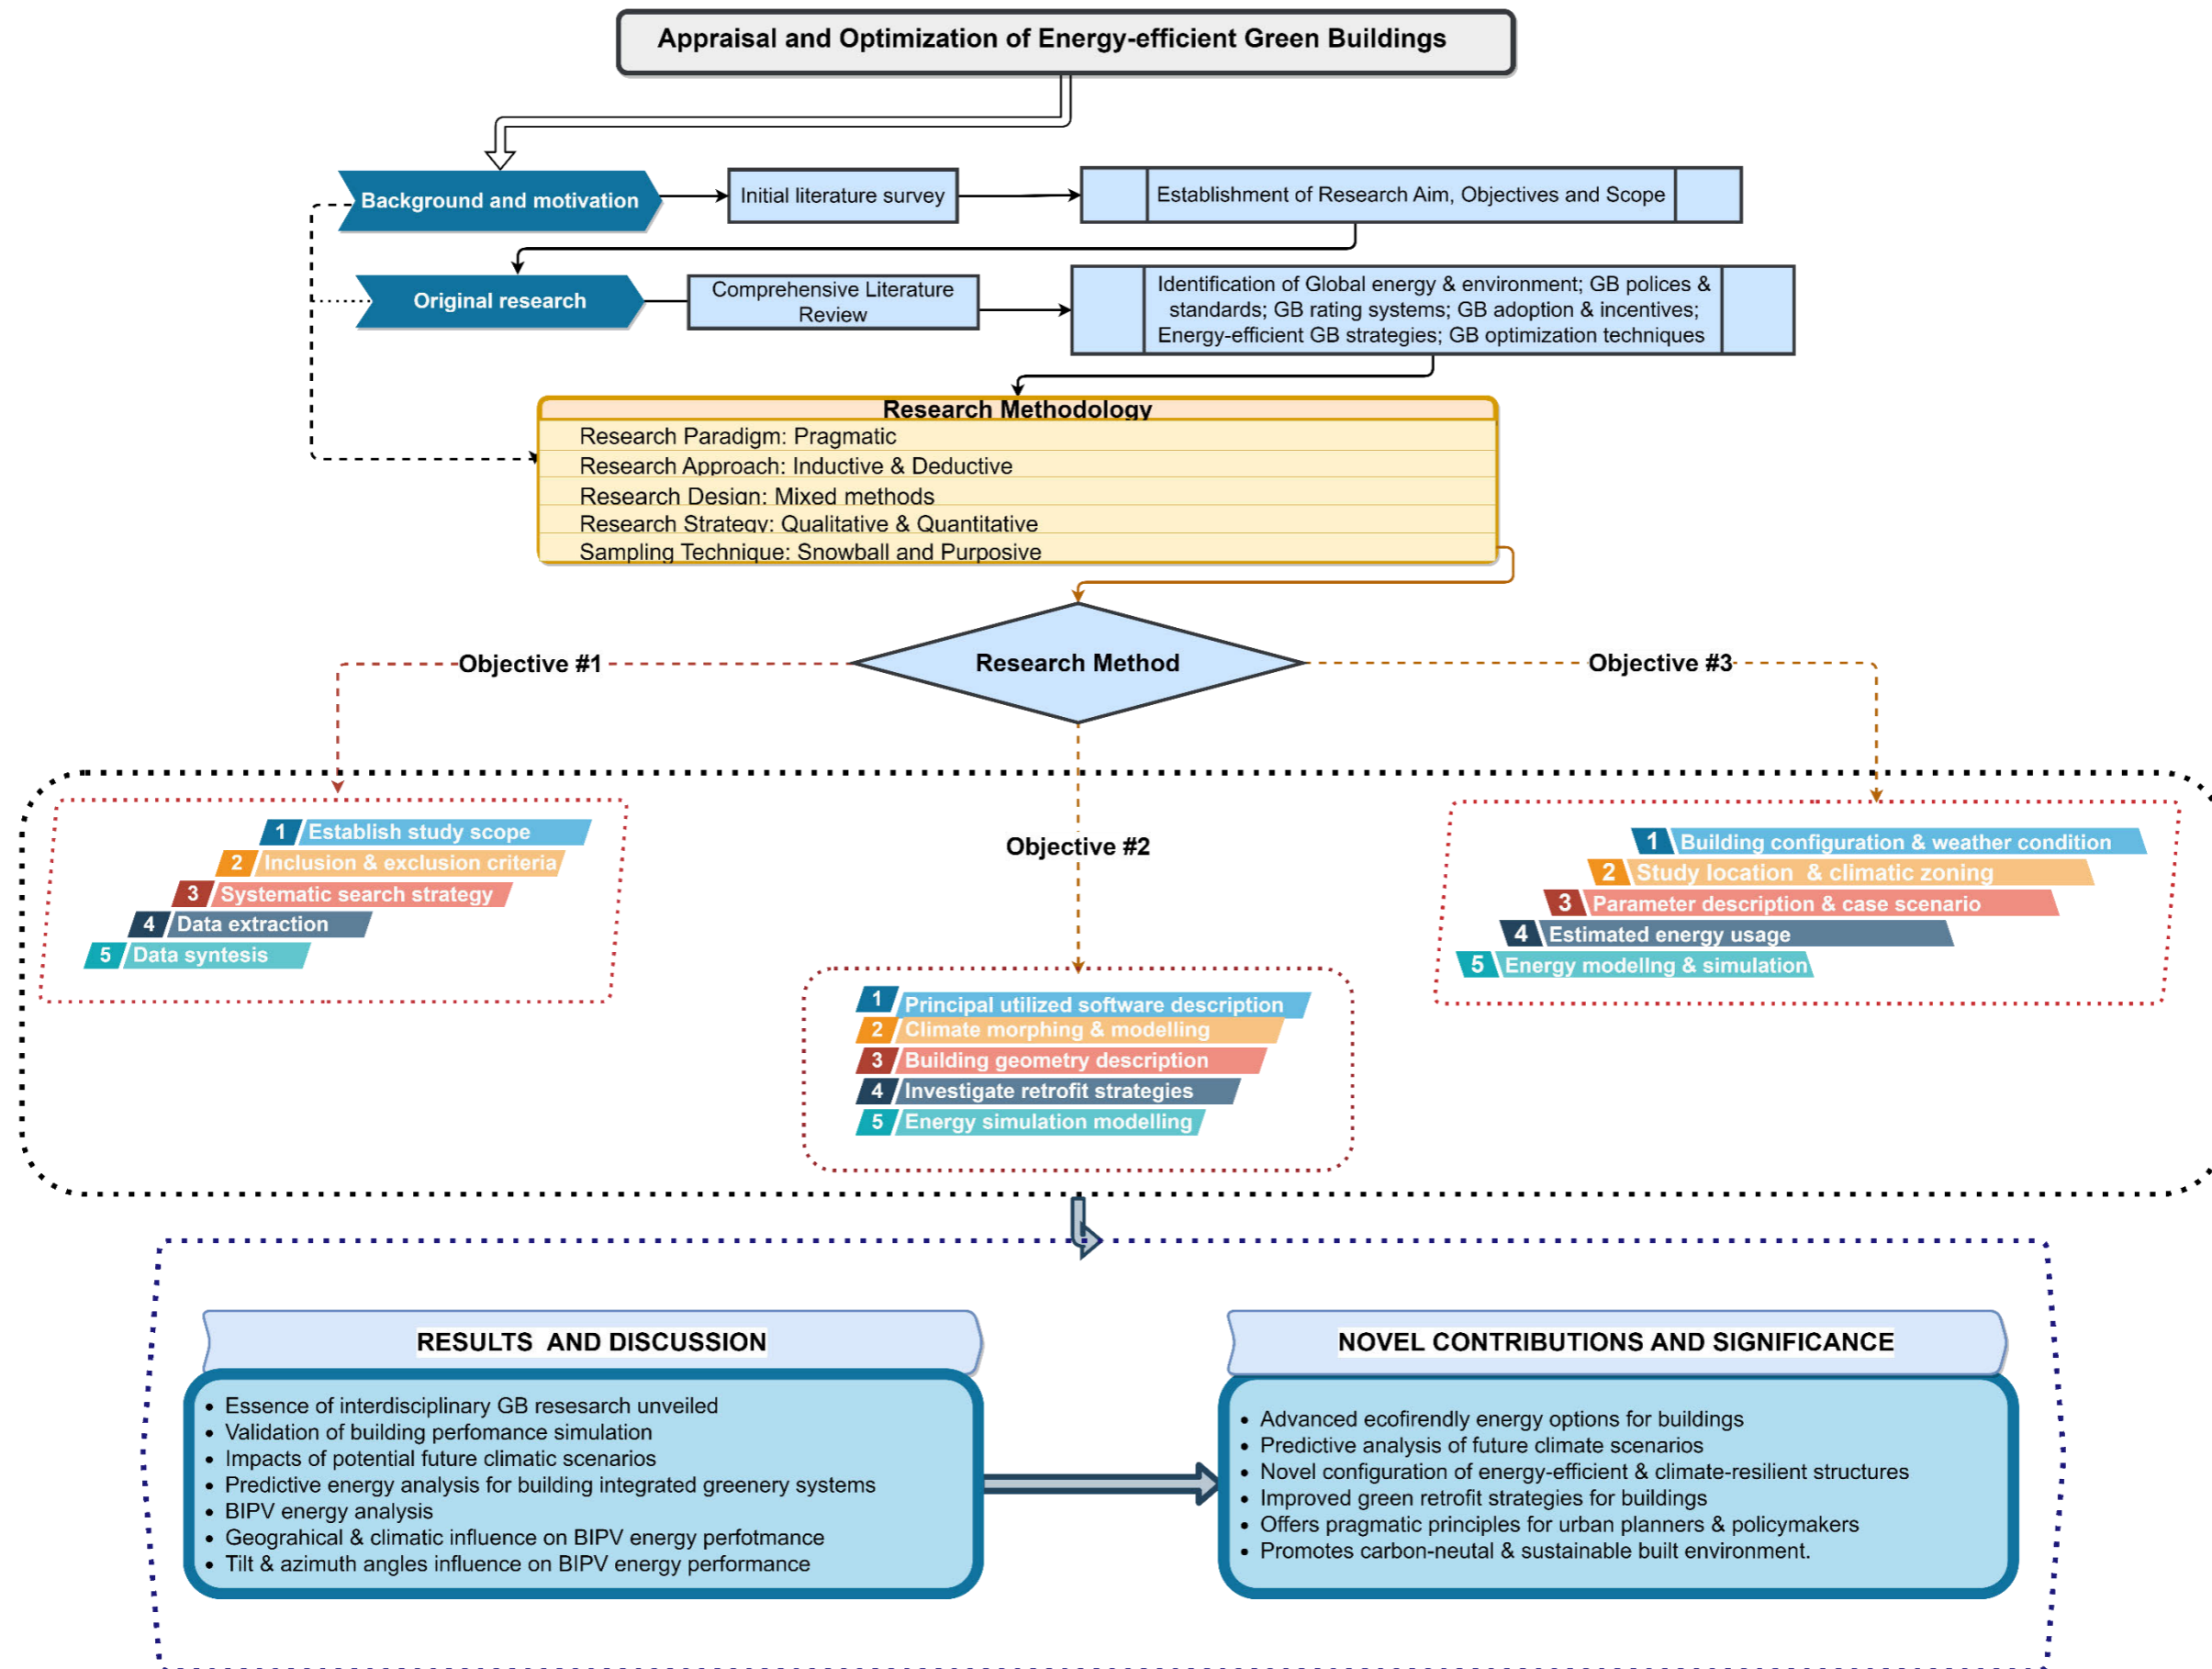 Appraisal and Optimization of Energy-efficient Green Buildings
Background and motivation
Initial literature survey
Establishment of Research Aim, Objectives and Scope
Original research
Comprehensive Literature
Review
Identification of Global energy & environment; GB polices &
standards; GB rating systems; GB adoption & incentives;
Energy-efficient GB strategies; GB optimization techniques
Research Methodology
Research Paradigm: Pragmatic
Research Approach: Inductive & Deductive
Research Design: Mixed methods
Research Strategy: Qualitative & Quantitative
Sampling Technique: Snowball and Purposive
Research Method
Objective #1
Objective #3
Objective #2
1 Establish study scope
2 Inclusion & exclusion criteria
3 Systematic search strategy
4 Data extraction
5 Data syntesis
1 Principal utilized software description
2 Climate morphing & modelling
3 Building geometry description
4 Investigate retrofit strategies
5 Energy simulation modelling
1 Building configuration & weather condition
2 Study location & climatic zoning
3 Parameter description & case scenario
4 Estimated energy usage
5 Energy modellng & simulation
RESULTS AND DISCUSSION
• Essence of interdisciplinary GB resesarch unveiled
• Validation of building perfomance simulation
• Impacts of potential future climatic scenarios
• Predictive energy analysis for building integrated greenery systems
• BIPV energy analysis
• Geograhical & climatic influence on BIPV energy perfotmance
• Tilt & azimuth angles influence on BIPV energy performance
NOVEL CONTRIBUTIONS AND SIGNIFICANCE
• Advanced ecofirendly energy options for buildings
• Predictive analysis of future climate scenarios
• Novel configuration of energy-efficient & climate-resilient structures
• Improved green retrofit strategies for buildings
• Offers pragmatic principles for urban planners & policymakers
• Promotes carbon-neutal & sustainable built environment.